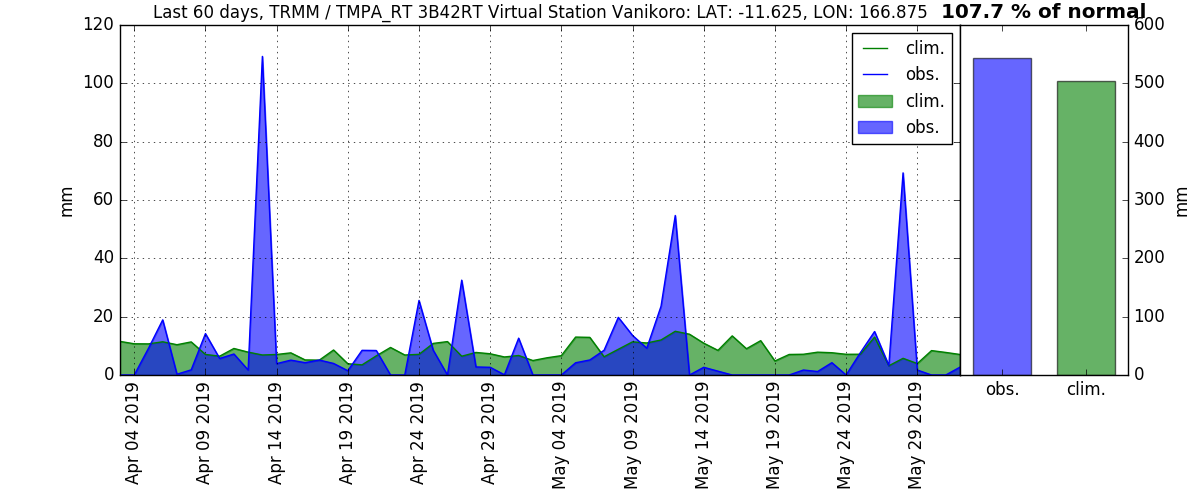 Last 60 days, TRMM / TMPA_RT 3B42RT Virtual Station Vanikoro: LAT: -11.625, LON: 166.875 107.7 % of normal
120
100
80
60
40
20
0
mm
clim.
obs.
clim.
obs.
Apr 04 2019
Apr 09 2019
Apr 14 2019
Apr 19 2019
Apr 24 2019
Apr 29 2019
May 04 2019
May 09 2019
May 14 2019
May 19 2019
May 24 2019
May 29 2019
600
500
400
300
200
100
0
mm
obs.
clim.